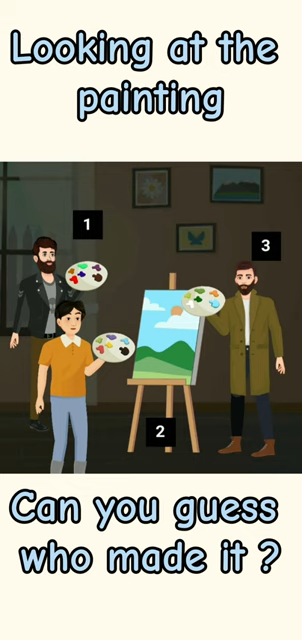 Looking at the
painting
1
3
2
Can you guess
who made it ?